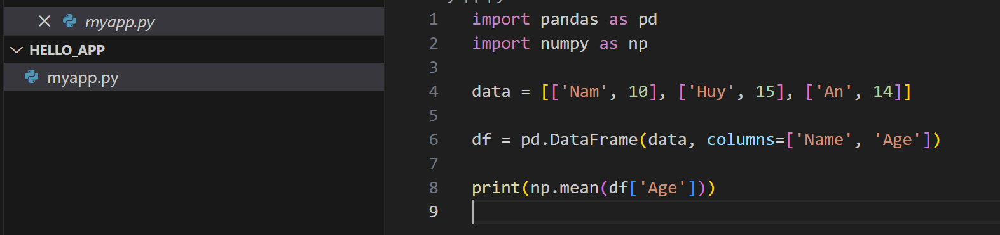 myapp.py
HELLO_APP
myapp.py
1 import pandas as pd
2 import numpy as np
3
4 data = [['Nam', 10], ['Huy', 15], ['An', 14]]
5
6 df = pd.DataFrame(data, columns=['Name', 'Age'])
7
8 print(np.mean(df['Age']))
9